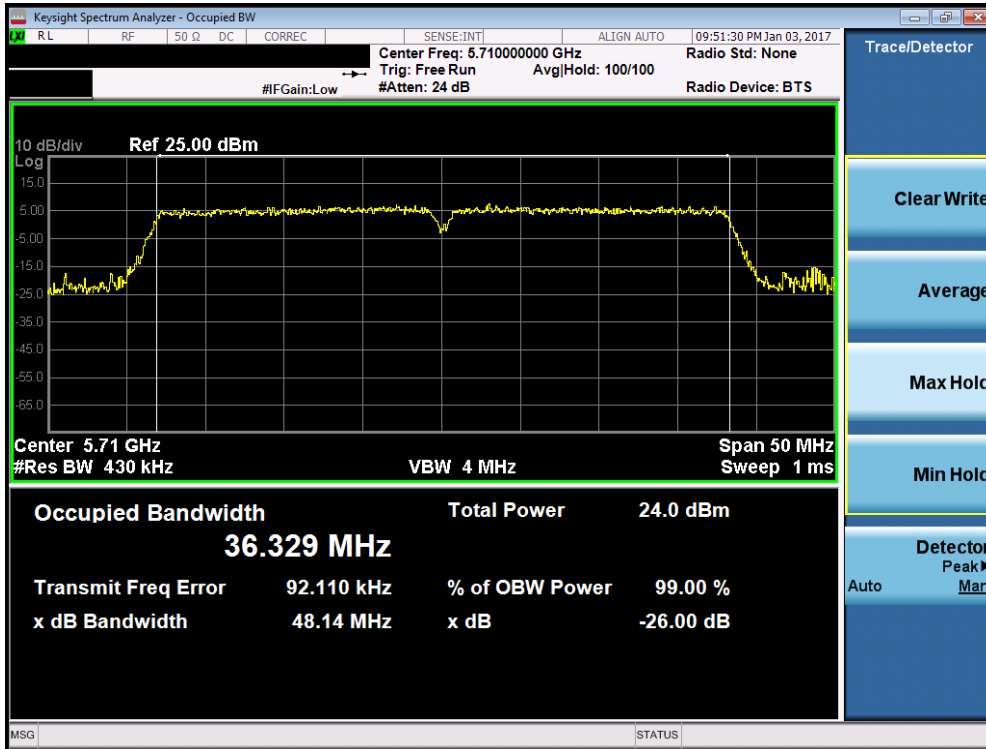 Keysight Spectrum Analyzer - Occupied BW
LXI RL RF 50 Ω DC CORREC SENSE:INT ALIGN AUTO 09:51:30 PM Jan 03, 2017
Center Freq: 5.710000000 GHz Radio Std: None
Trig: Free Run Avg|Hold: 100/100
#IFGain:Low #Atten: 24 dB Radio Device: BTS
Trace/Detector
10 dB/div Ref 25.00 dBm
Log
15.0
5.00
-5.00
-15.0
-25.0
-35.0
-45.0
-55.0
-65.0
Center 5.71 GHz Span 50 MHz
#Res BW 430 kHz VBW 4 MHz Sweep 1 ms
Occupied Bandwidth Total Power 24.0 dBm
36.329 MHz
Transmit Freq Error 92.110 kHz % of OBW Power 99.00 %
x dB Bandwidth 48.14 MHz x dB -26.00 dB
Clear Write
Average
Max Hold
Min Hold
Detector
Peak▶
Auto Man
MSG STATUS